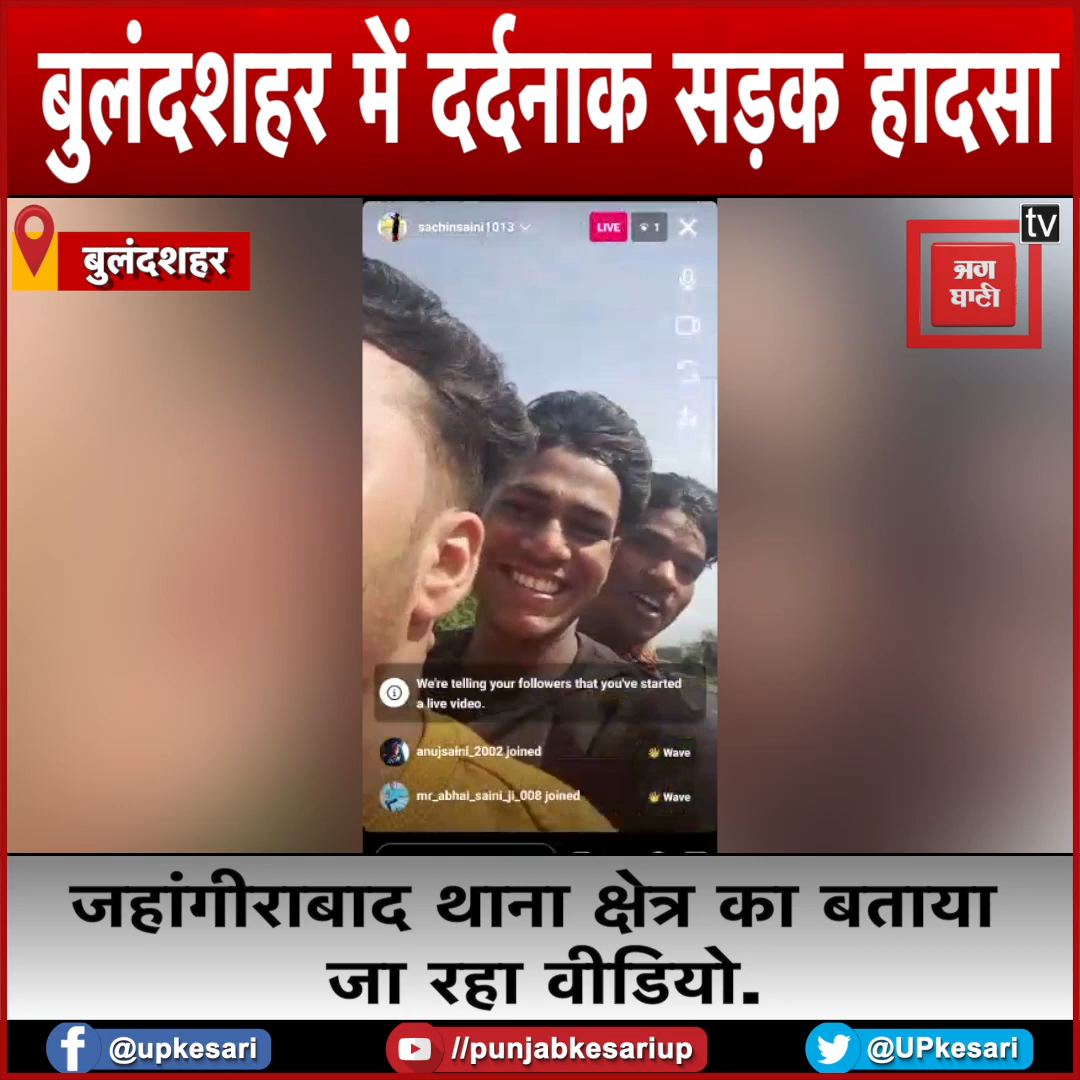 बुलंदशहर में दर्दनाक सड़क हादसा
बुलंदशहर
tv
जग
बाणी
sachinsaini1013
LIVE
1
We're telling your followers that you've started
a live video.
anujsaini_2002 joined
Wave
mr_abhai_saini_ji_008 joined
Wave
जहांगीराबाद थाना क्षेत्र का बताया
जा रहा वीडियो.
f @upkesari
//punjabkesariup
@UPkesari